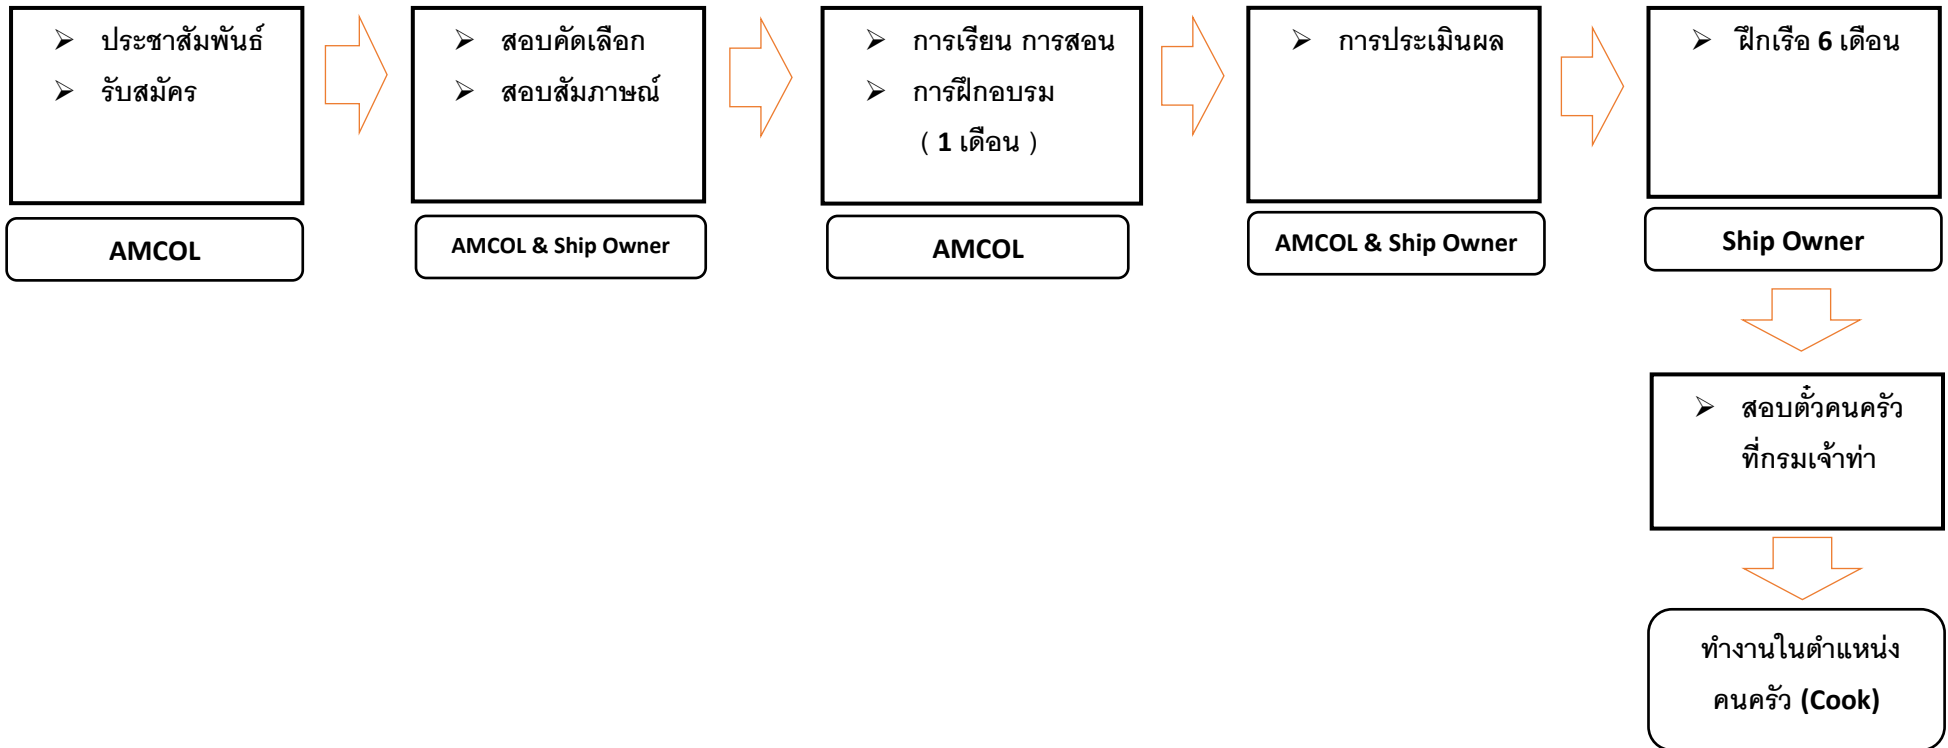 ➢ ประชาสัมพันธ์
➢ รับสมัคร
AMCOL
➢ สอบคัดเลือก
➢ สอบสัมภาษณ์
AMCOL & Ship Owner
➢ การเรียน การสอน
➢ การฝึกอบรม
( 1 เดือน )
AMCOL
➢ การประเมินผล
AMCOL & Ship Owner
➢ ฝึกเรือ 6 เดือน
Ship Owner
➢ สอบตั๋วคนครัว
ที่กรมเจ้าท่า
ทำงานในตำแหน่ง
คนครัว (Cook)